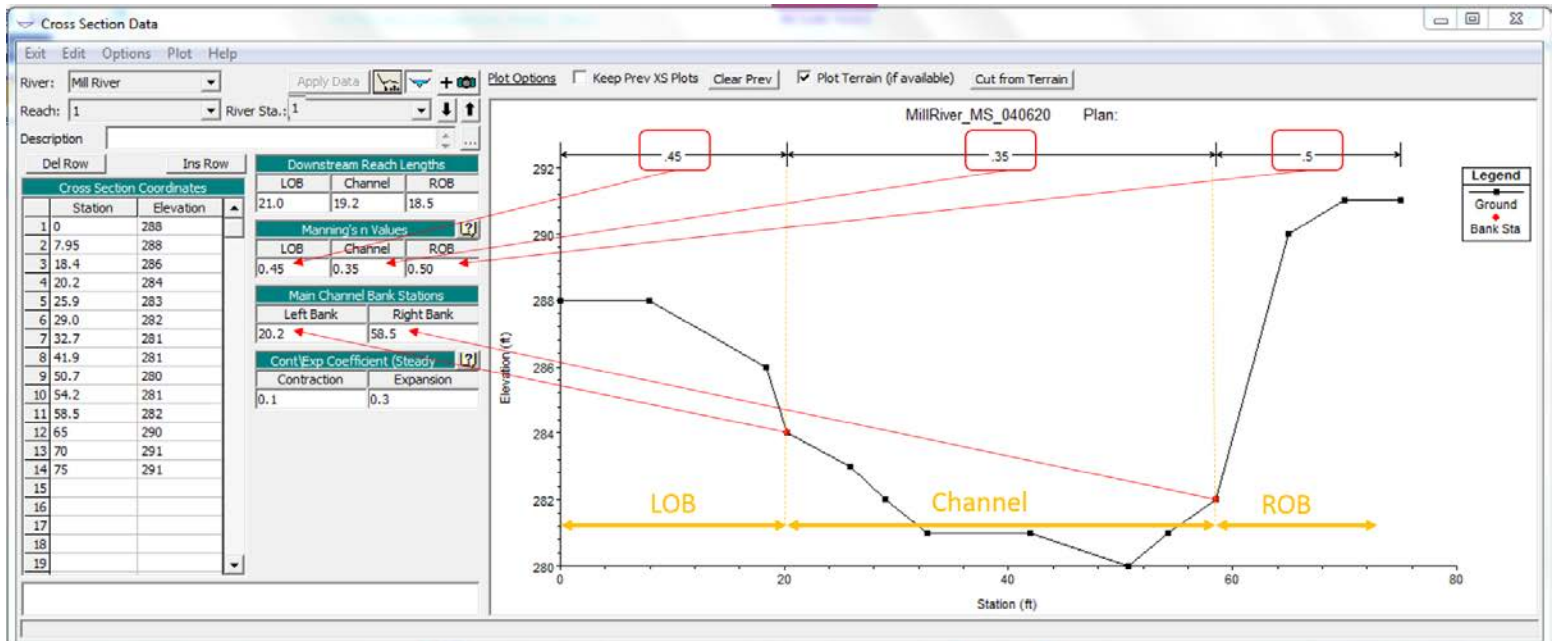 Cross Section Data
Exit Edit Options Plot Help
River: Mill River
Apply Data
Plot Options Keep Prev XS Plots Clear Prev Plot Terrain (if available) Cut from Terrain
Reach: 1 River Sta.: 1
Description ...
Del Row Ins Row
Cross Section Coordinates
Station Elevation
1 0 288
2 7.95 288
3 18.4 286
4 20.2 284
5 25.9 283
6 29.0 282
7 32.7 281
8 41.9 281
9 50.7 280
10 54.2 281
11 58.5 282
12 65 290
13 70 291
14 75 291
15
16
17
18
19
Downstream Reach Lengths
LOB Channel ROB
21.0 19.2 18.5
Manning's n Values ?
LOB Channel ROB
0.45 0.35 0.50
Main Channel Bank Stations
Left Bank Right Bank
20.2 58.5
Cont\Exp Coefficient (Steady ?
Contraction Expansion
0.1 0.3
MillRiver_MS_040620 Plan:
.45 .35 .5
292
290
288
286
284
282
280
Elevation (ft)
LOB Channel ROB
0 20 40 60 80
Station (ft)
Legend
Ground
Bank Sta